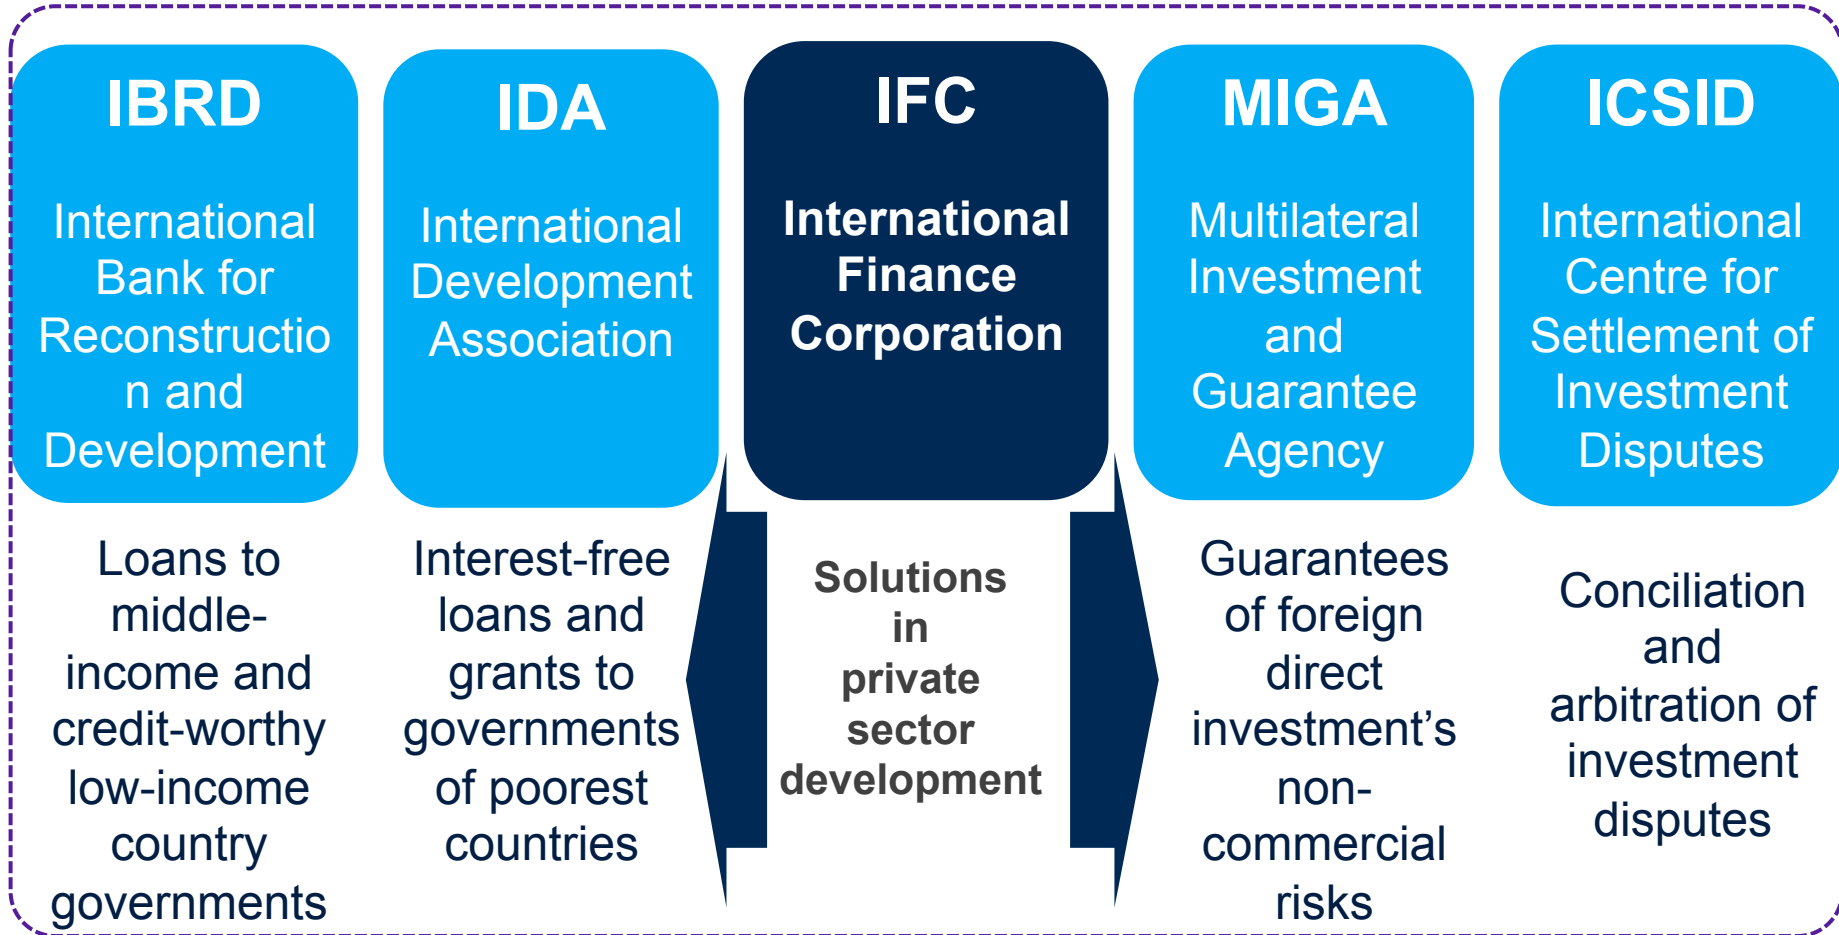 IBRD
International
Bank for
Reconstructio
n and
Development
Loans to
middle-
income and
credit-worthy
low-income
country
governments
IDA
International
Development
Association
Interest-free
loans and
grants to
governments
of poorest
countries
IFC
International
Finance
Corporation
Solutions
in
private
sector
development
MIGA
Multilateral
Investment
and
Guarantee
Agency
Guarantees
of foreign
direct
investment’s
non-
commercial
risks
ICSID
International
Centre for
Settlement of
Investment
Disputes
Conciliation
and
arbitration of
investment
disputes